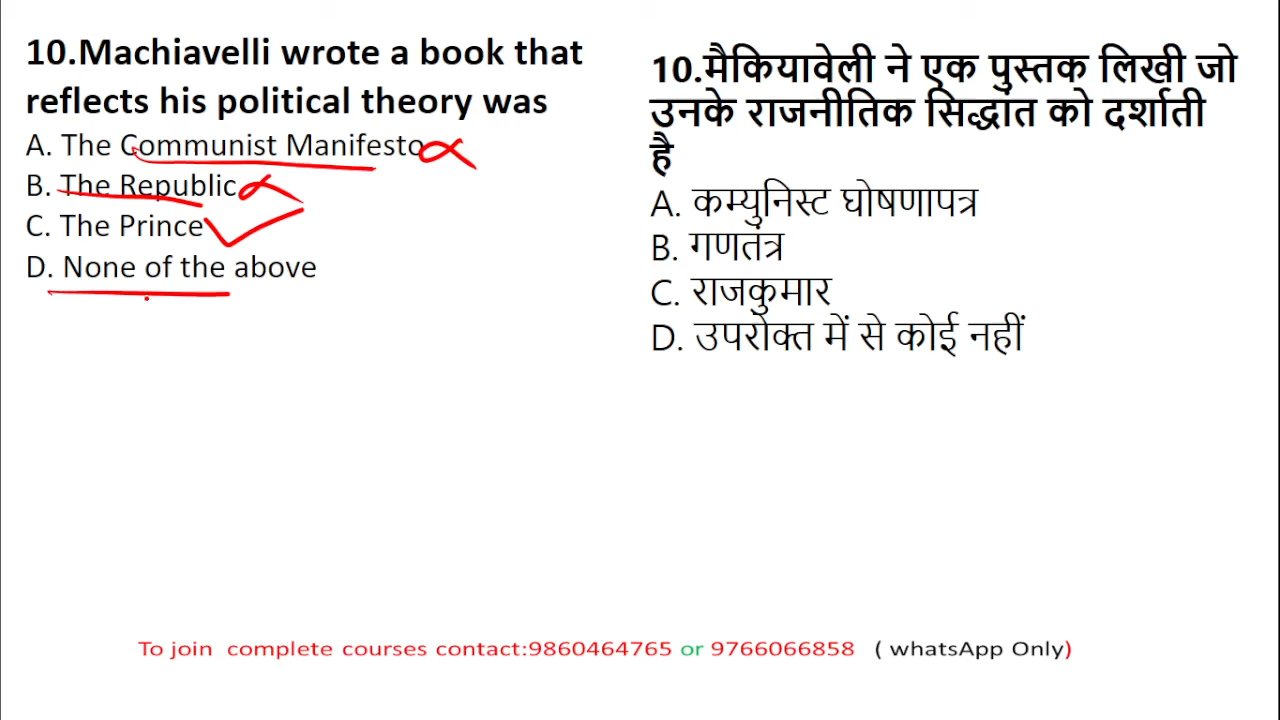 10.Machiavelli wrote a book that
reflects his political theory was
A. The Communist Manifesto
B. The Republic
C. The Prince
D. None of the above
10.मैकियावेली ने एक पुस्तक लिखी जो
उनके राजनीतिक सिद्धांत को दर्शाती
है
A. कम्युनिस्ट घोषणापत्र
B. गणतंत्र
C. राजकुमार
D. उपरोक्त में से कोई नहीं
To join complete courses contact:9860464765 or 9766066858 ( whatsApp Only)